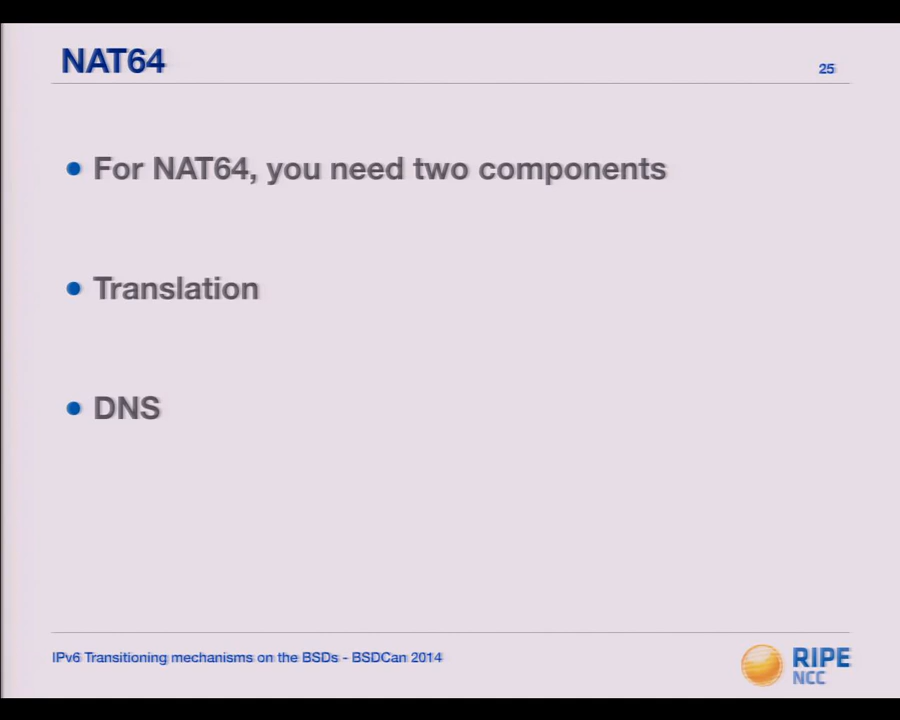 NAT64
25
For NAT64, you need two components
Translation
DNS
IPv6 Transitioning mechanisms on the BSDs - BSDCan 2014
RIPE
NCC